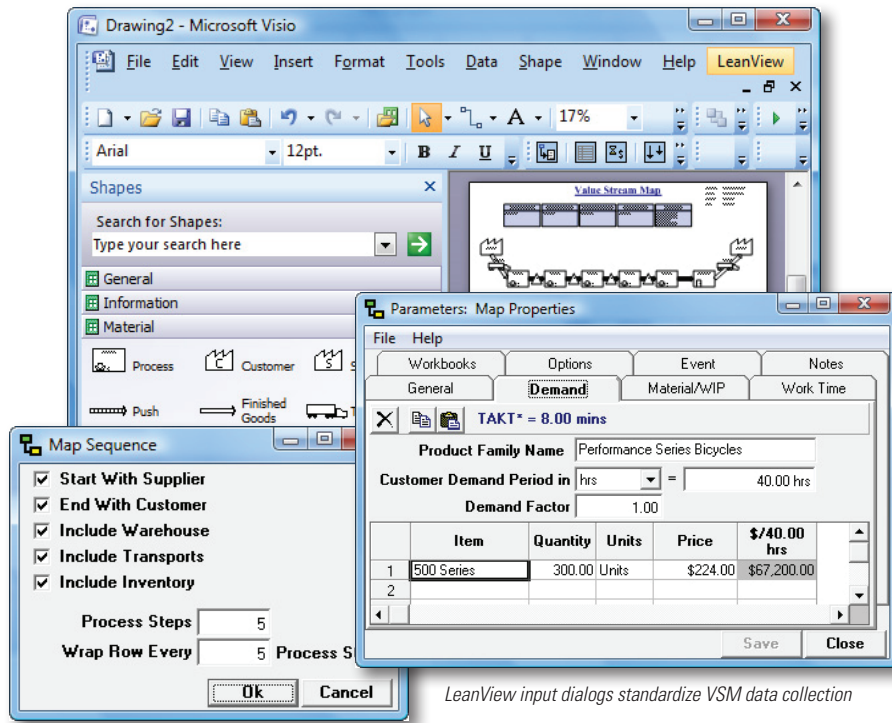 Drawing2 - Microsoft Visio
File Edit View Insert Format Tools Data Shape Window Help LeanView
A 17%
Arial 12pt. B I U
Shapes
Search for Shapes:
Type your search here
General
Information
Material
Process C Customer S
Push Finished Goods
Value Stream Map
Parameters: Map Properties
File Help
Workbooks Options Event Notes
General Demand Material/WIP Work Time
TAKT* = 8.00 mins
Product Family Name Performance Series Bicycles
Customer Demand Period in hrs = 40.00 hrs
Demand Factor 1.00
Item Quantity Units Price $/40.00 hrs
1 500 Series 300.00 Units $224.00 $67,200.00
2
Save Close
Map Sequence
Start With Supplier
End With Customer
Include Warehouse
Include Transports
Include Inventory
Process Steps 5
Wrap Row Every 5 Process S
Ok Cancel
LeanView input dialogs standardize VSM data collection